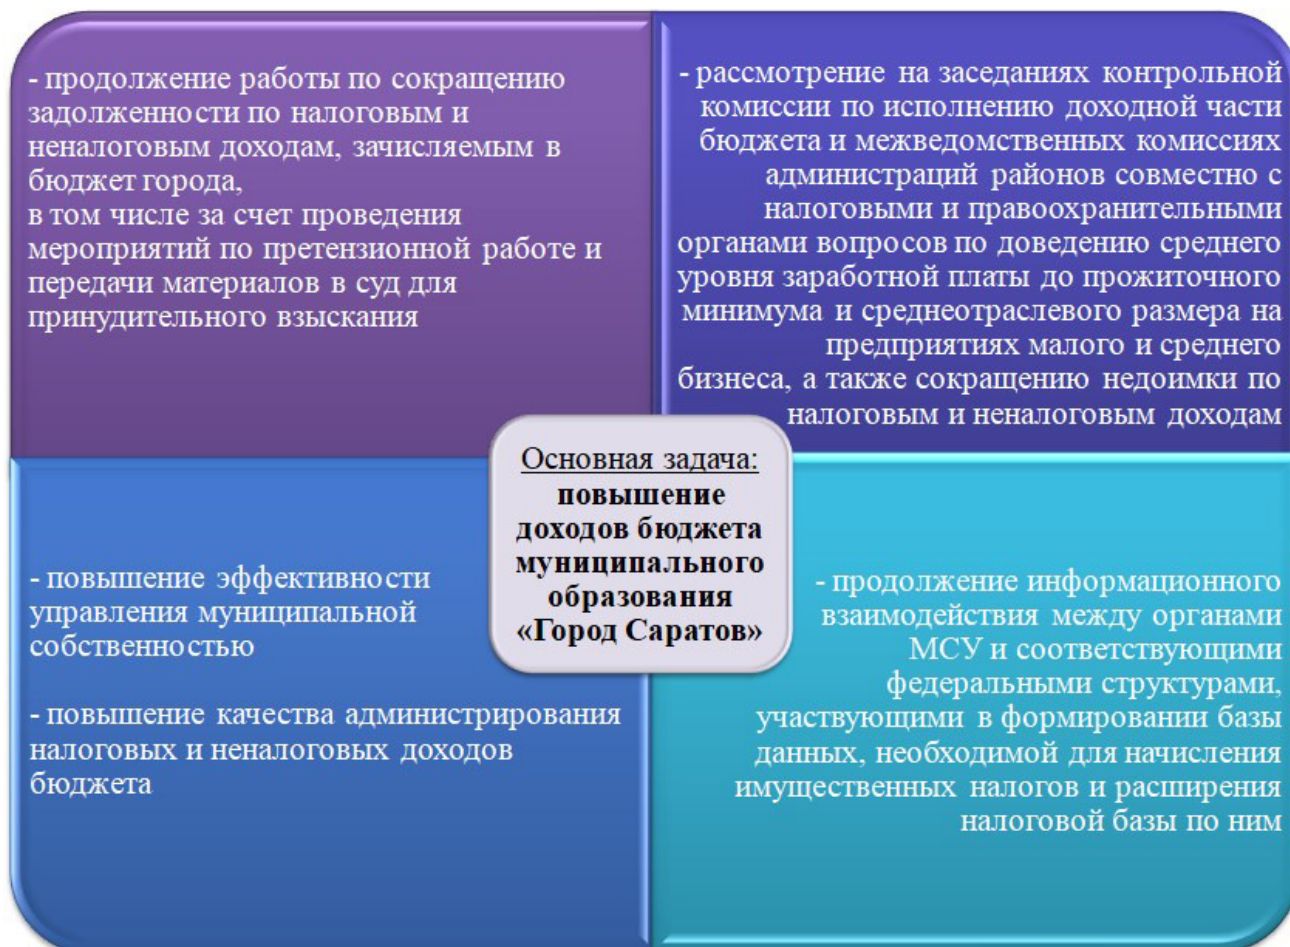 - продолжение работы по сокращению
задолженности по налоговым и
неналоговым доходам, зачисляемым в
бюджет города,
в том числе за счет проведения
мероприятий по претензионной работе и
передачи материалов в суд для
принудительного взыскания
- рассмотрение на заседаниях контрольной
комиссии по исполнению доходной части
бюджета и межведомственных комиссиях
администраций районов совместно с
налоговыми и правоохранительными
органами вопросов по доведению среднего
уровня заработной платы до прожиточного
минимума и среднеотраслевого размера на
предприятиях малого и среднего
бизнеса, а также сокращению недоимки по
налоговым и неналоговым доходам
Основная задача:
повышение
доходов бюджета
муниципального
образования
«Город Саратов»
- повышение эффективности
управления муниципальной
собственностью
- повышение качества администрирования
налоговых и неналоговых доходов
бюджета
- продолжение информационного
взаимодействия между органами
МСУ и соответствующими
федеральными структурами,
участвующими в формировании базы
данных, необходимой для начисления
имущественных налогов и расширения
налоговой базы по ним